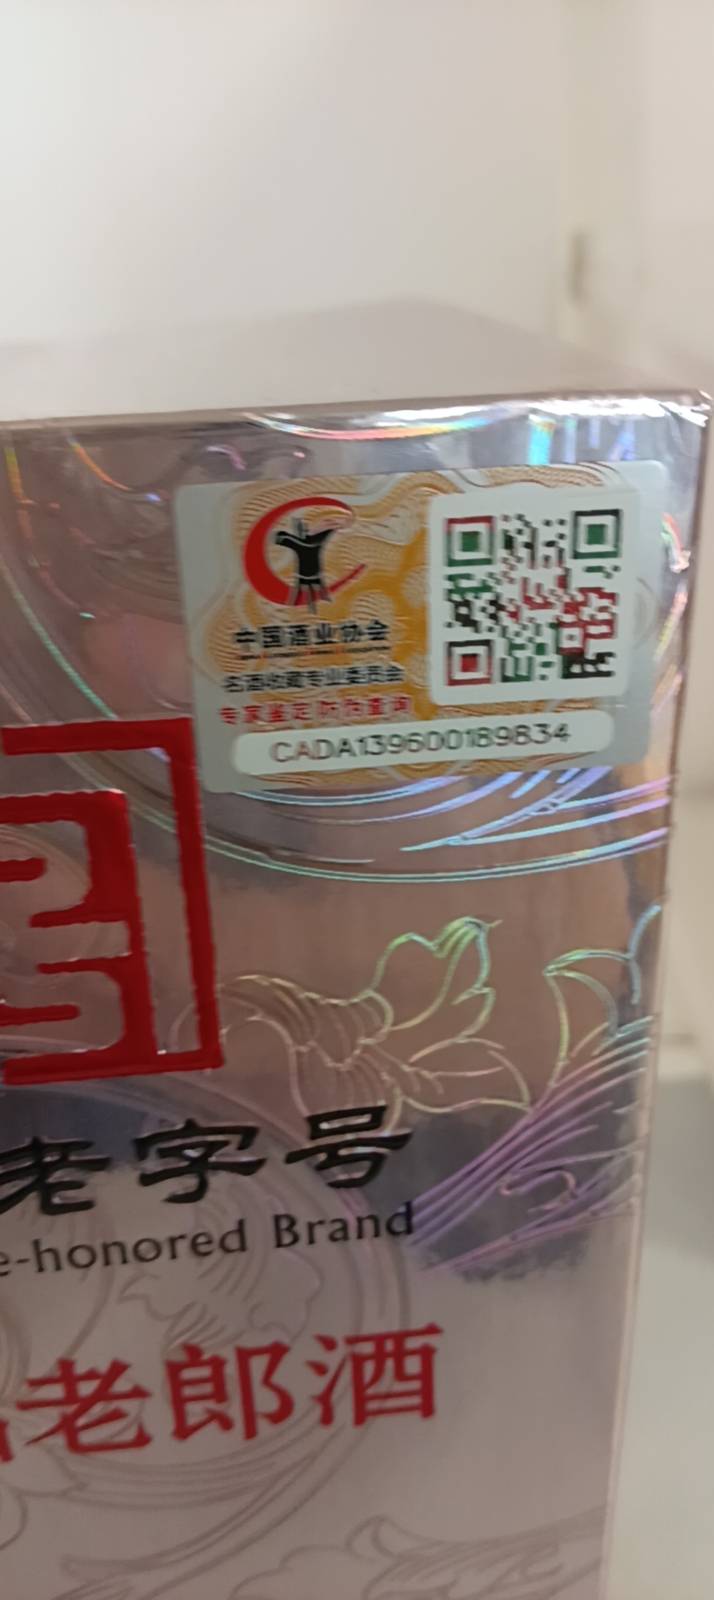 中国酒业协会
名酒收藏专业委员会
专家鉴定防伪查询
CADA139600189834
老字号
e-honored Brand
老郎酒